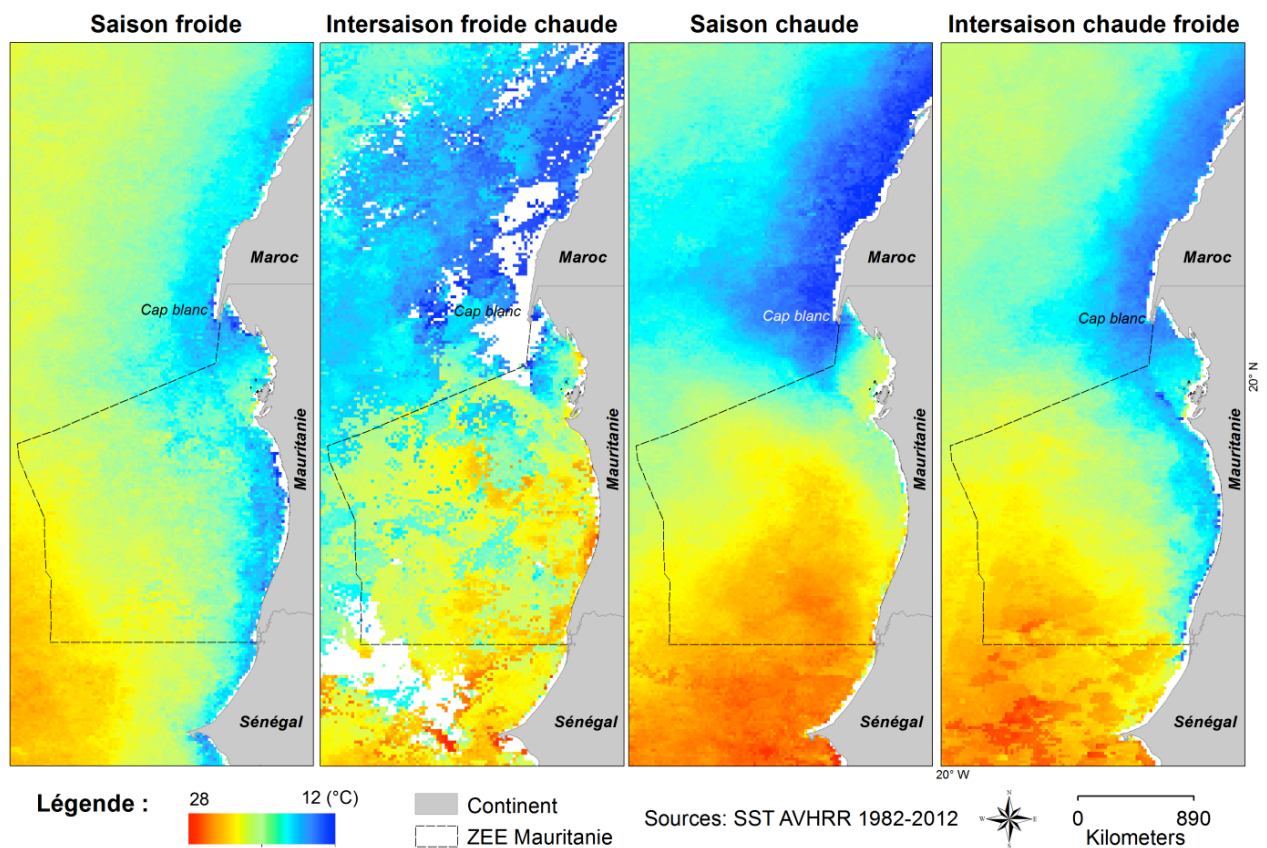 Saison froide
Intersaison froide chaude
Saison chaude
Intersaison chaude froide
Maroc
Cap blanc
Mauritanie
Sénégal
Maroc
Cap blanc
Mauritanie
Sénégal
Maroc
Cap blanc
Mauritanie
Sénégal
Maroc
Cap blanc
20° N
Mauritanie
Sénégal
20° W
Légende :
28
12 (°C)
Continent
ZEE Mauritanie
Sources: SST AVHRR 1982-2012
N
W
E
S
0
890
Kilometers